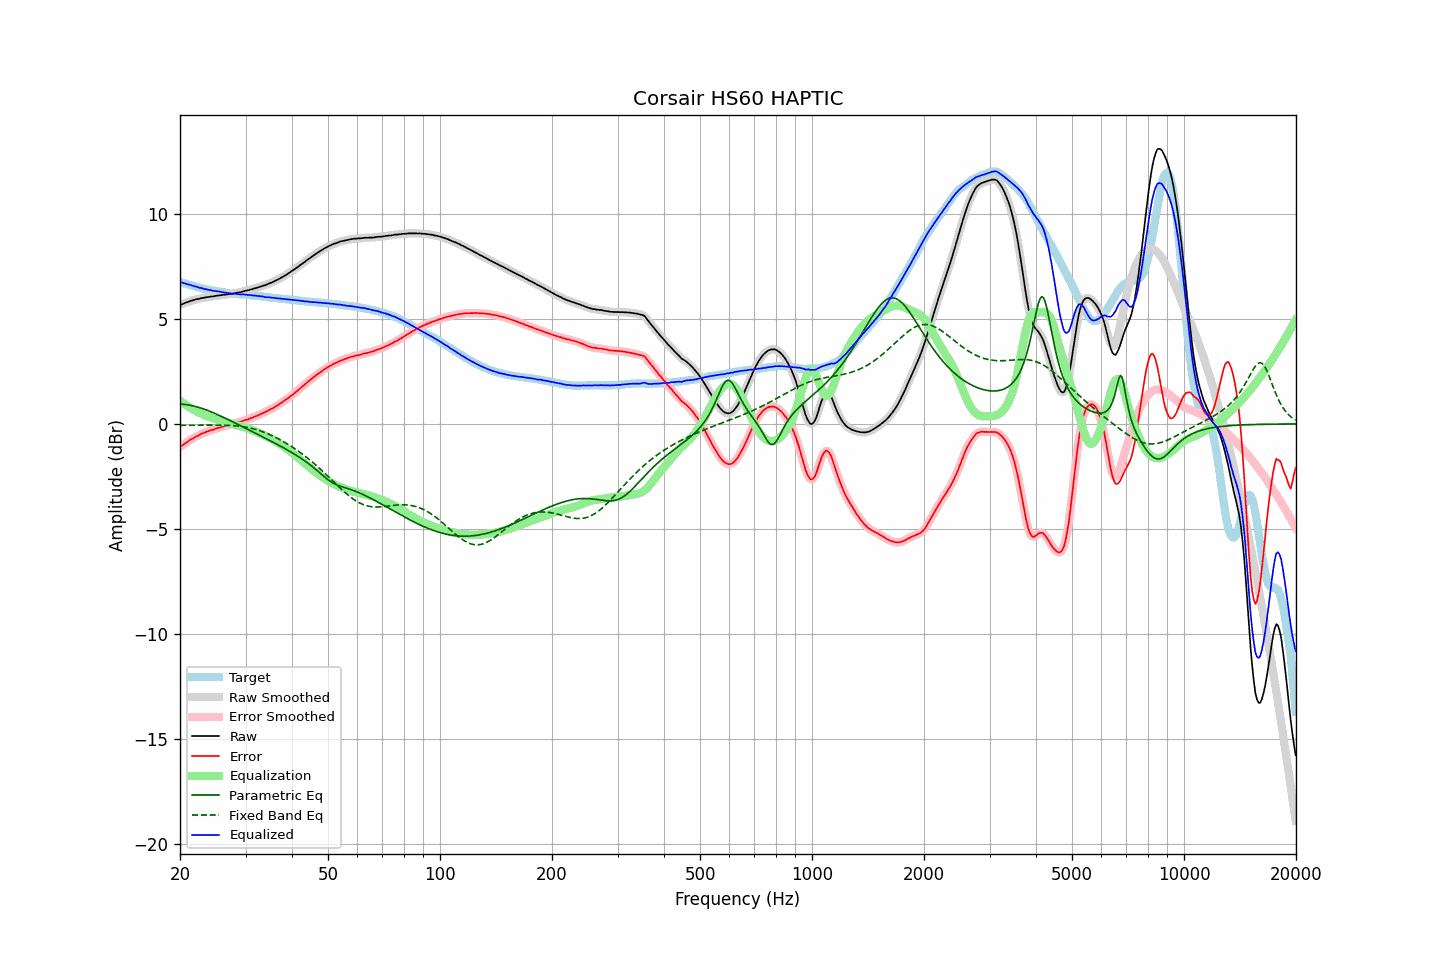 Corsair HS60 HAPTIC
Amplitude (dBr)
10
5
0
−5
−10
−15
−20
Target
Raw Smoothed
Error Smoothed
Raw
Error
Equalization
Parametric Eq
Fixed Band Eq
Equalized
20 50 100 200 500 1000 2000 5000 10000 20000
Frequency (Hz)